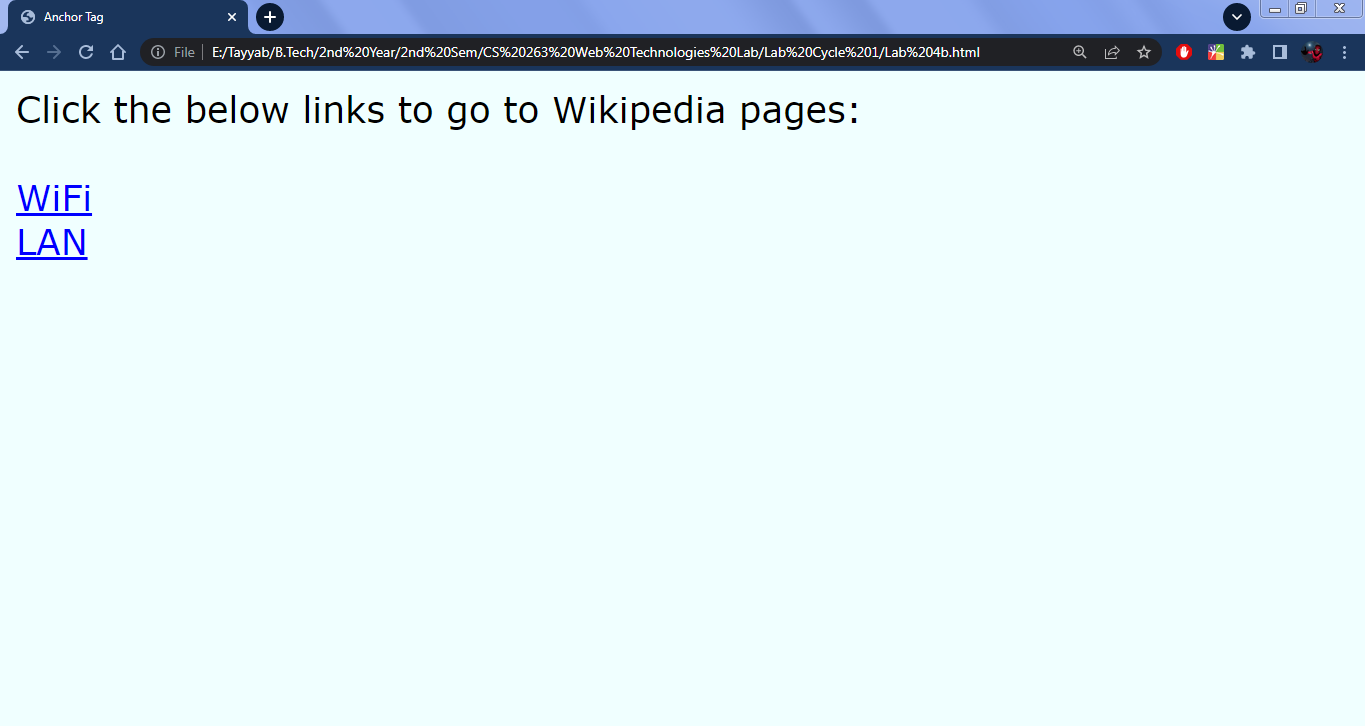 Anchor Tag
File
E:/Tayyab/B.Tech/2nd%20Year/2nd%20Sem/CS%20263%20Web%20Technologies%20Lab/Lab%20Cycle%201/Lab%204b.html
Click the below links to go to Wikipedia pages:
WiFi
LAN